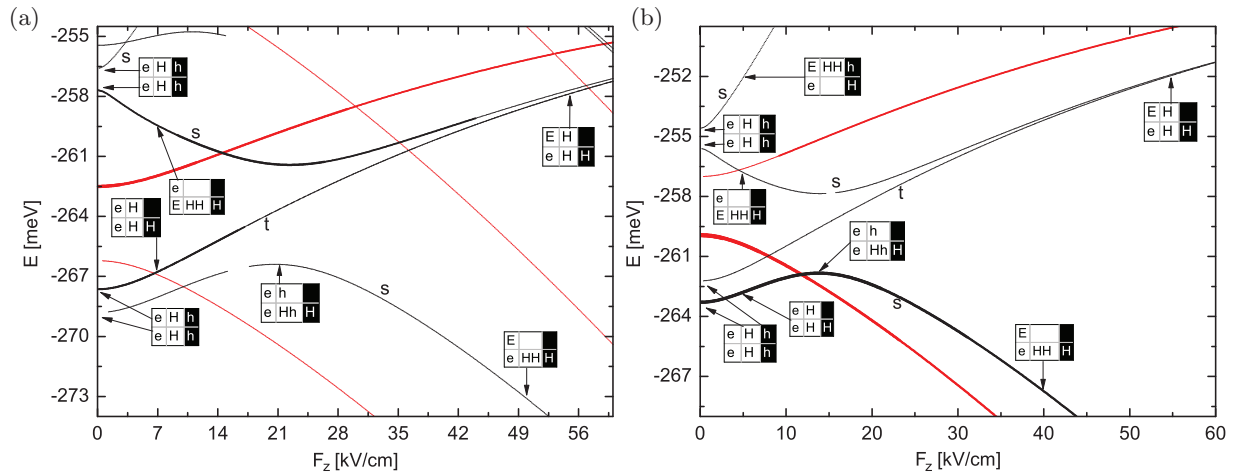 (a)
-255
-258
-261
-264
-267
-270
-273
E [meV]
0 7 14 21 28 35 42 49 56
F_z [kV/cm]
s
e H h
e H h
s
e
E HH H
e H
e H H
t
E H
e H H
e H h
e H h
e h
e Hh H
s
E
e HH H
(b)
-252
-255
-258
-261
-264
-267
E [meV]
0 10 20 30 40 50 60
F_z [kV/cm]
s
E HH h
e H
e H h
e H h
s
e
E HH H
t
E H
e H H
e h
e Hh H
s
e H
e H H
e H h
e H h
E
e HH H